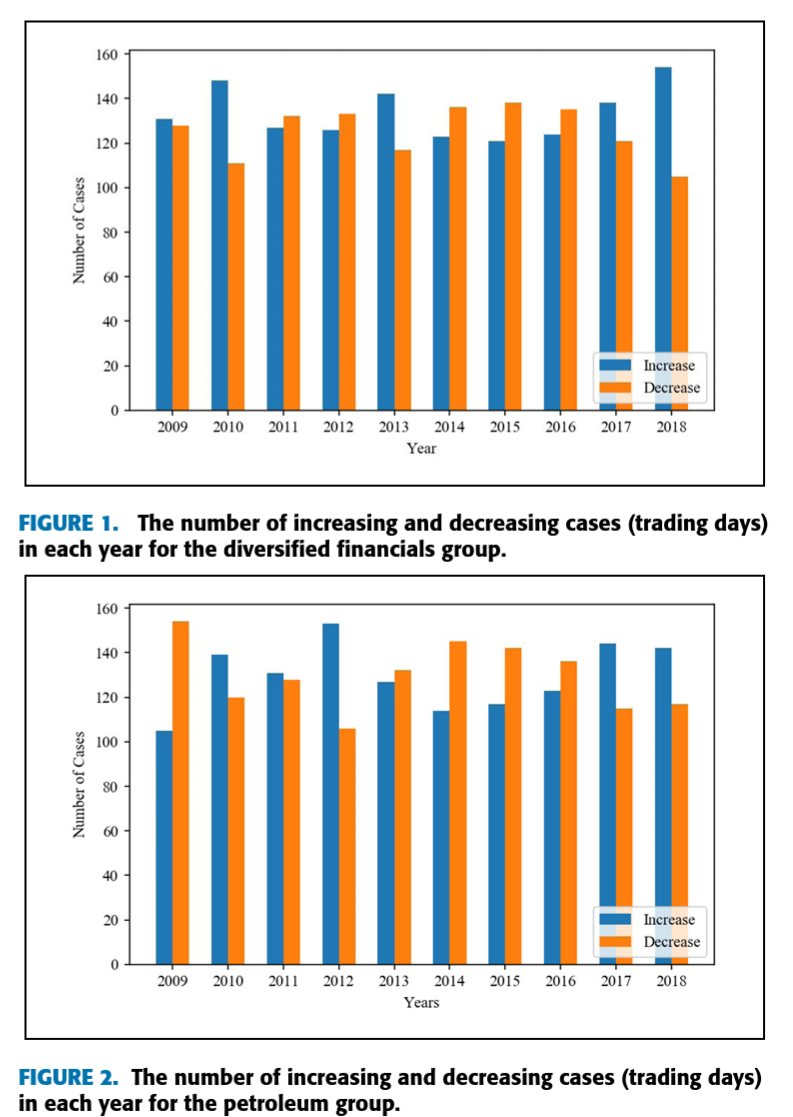 160
140
120
100
80
60
40
20
0
Number of Cases
2009 2010 2011 2012 2013 2014 2015 2016 2017 2018
Year
Increase
Decrease
FIGURE 1. The number of increasing and decreasing cases (trading days)
in each year for the diversified financials group.
160
140
120
100
80
60
40
20
0
Number of Cases
2009 2010 2011 2012 2013 2014 2015 2016 2017 2018
Years
Increase
Decrease
FIGURE 2. The number of increasing and decreasing cases (trading days)
in each year for the petroleum group.